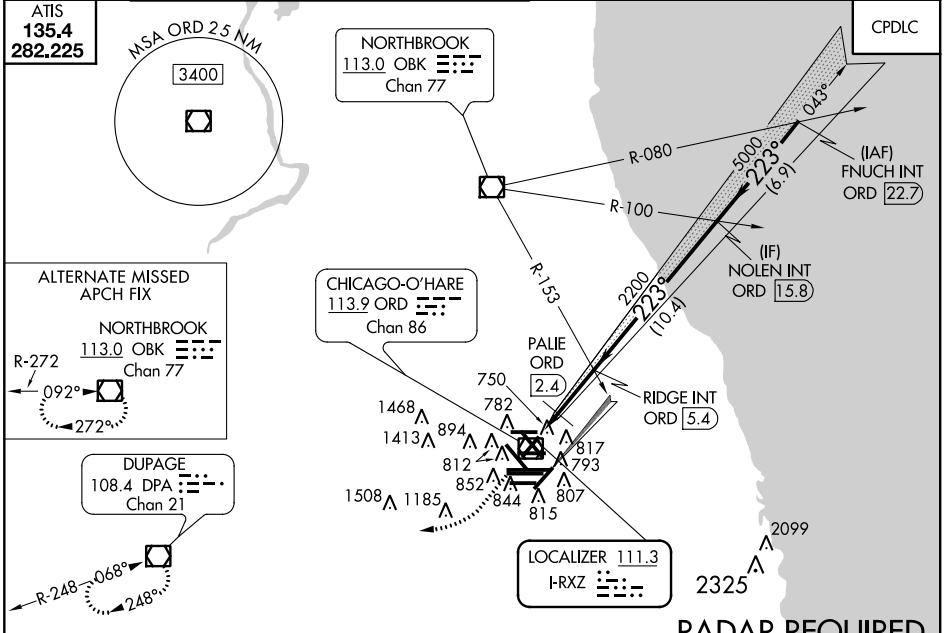 ATIS
135.4
282.225
MSA ORD 25 NM
3400
NORTHBROOK
113.0 OBK
Chan 77
CPDLC
R-080
R-100
R-153
5000
223°
(6.9)
043°
(IAF)
FNUCH INT
ORD 22.7
(IF)
NOLEN INT
ORD 15.8
2200
223°
(10.4)
ALTERNATE MISSED
APCH FIX
NORTHBROOK
113.0 OBK
Chan 77
R-272
092°
272°
CHICAGO-O'HARE
113.9 ORD
Chan 86
PALIE
ORD
2.4
RIDGE INT
ORD 5.4
750
782
1468
1413
894
812
852
844
815
817
793
807
1508
1185
DUPAGE
108.4 DPA
Chan 21
R-248
068°
248°
LOCALIZER 111.3
I-RXZ
2099
2325
RADAR REQUIRED